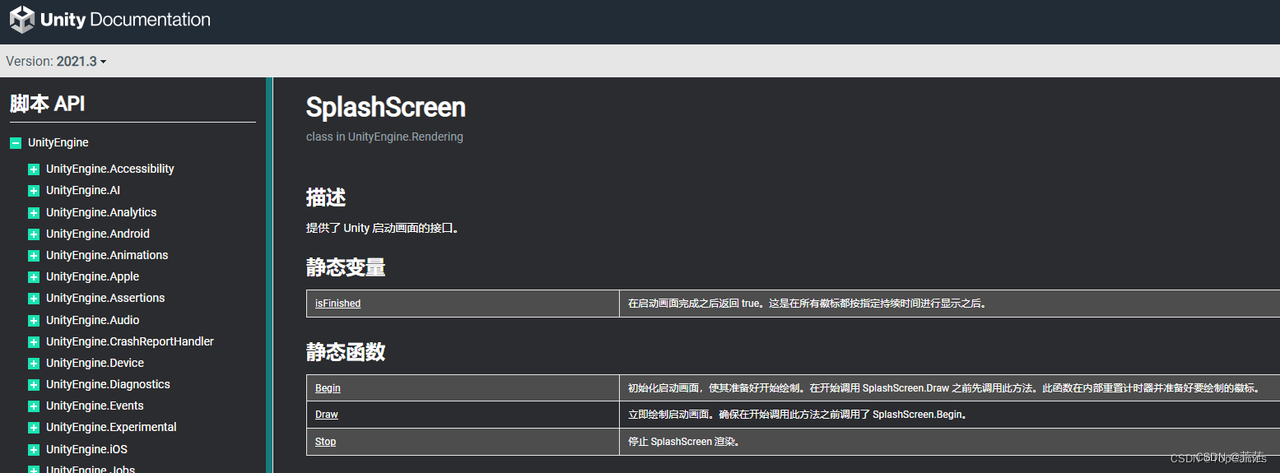 Unity Documentation
Version: 2021.3
脚本 API
UnityEngine
UnityEngine.Accessibility
UnityEngine.AI
UnityEngine.Analytics
UnityEngine.Android
UnityEngine.Animations
UnityEngine.Apple
UnityEngine.Assertions
UnityEngine.Audio
UnityEngine.CrashReportHandler
UnityEngine.Device
UnityEngine.Diagnostics
UnityEngine.Events
UnityEngine.Experimental
UnityEngine.iOS
UnityEngine.Jobs
SplashScreen
class in UnityEngine.Rendering
描述
提供了 Unity 启动画面的接口。
静态变量
isFinished 在启动画面完成之后返回 true。这是在所有徽标都按指定持续时间进行显示之后。
静态函数
Begin 初始化启动画面，使其准备好开始绘制。在开始调用 SplashScreen.Draw 之前先调用此方法。此函数在内部重置计时器并准备好要绘制的徽标。
Draw 立即绘制启动画面。确保在开始调用此方法之前调用了 SplashScreen.Begin。
Stop 停止 SplashScreen 渲染。
CSDN